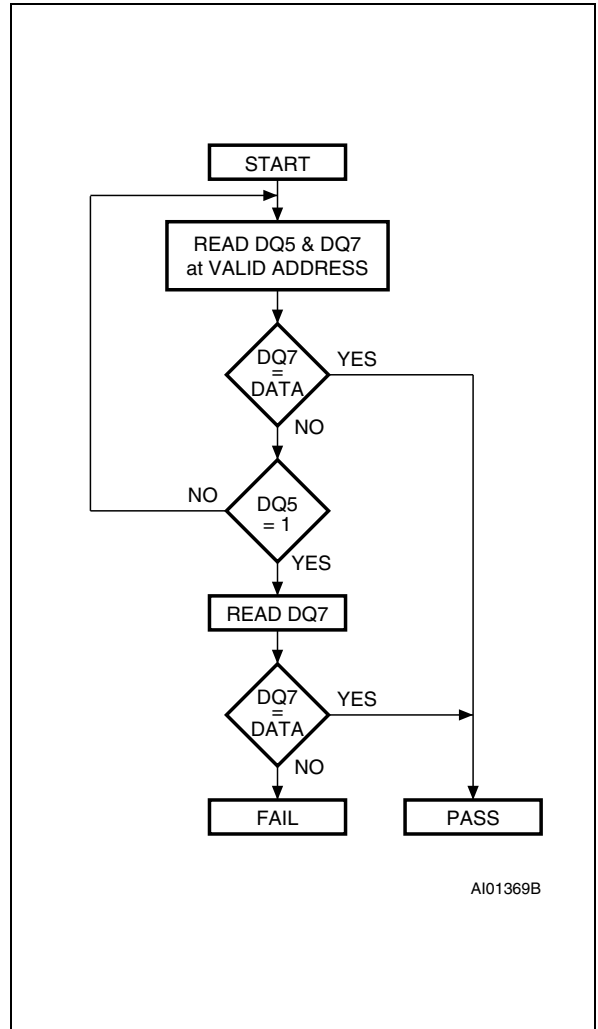 START
READ DQ5 & DQ7
at VALID ADDRESS
DQ7
=
DATA
YES
NO
DQ5
= 1
NO
YES
READ DQ7
DQ7
=
DATA
YES
NO
FAIL
PASS
AI01369B